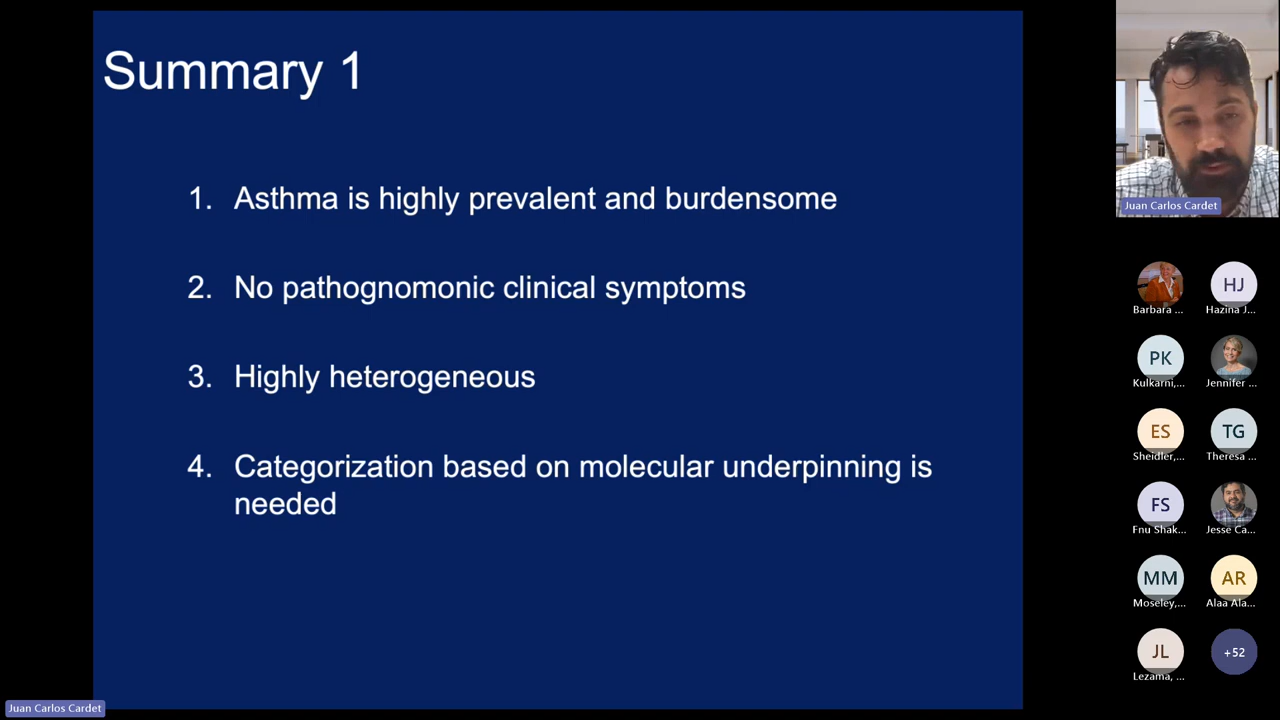 Summary 1
1. Asthma is highly prevalent and burdensome
2. No pathognomonic clinical symptoms
3. Highly heterogeneous
4. Categorization based on molecular underpinning is
needed
Juan Carlos Cardet
Barbara ...
HJ
Hazina J...
PK
Kulkarni,...
Jennifer ...
ES
Sheidler,...
TG
Theresa ...
FS
Fnu Shak...
Jesse Ca...
MM
Moseley,...
AR
Alaa Ala...
JL
Lezama, ...
+52
Juan Carlos Cardet